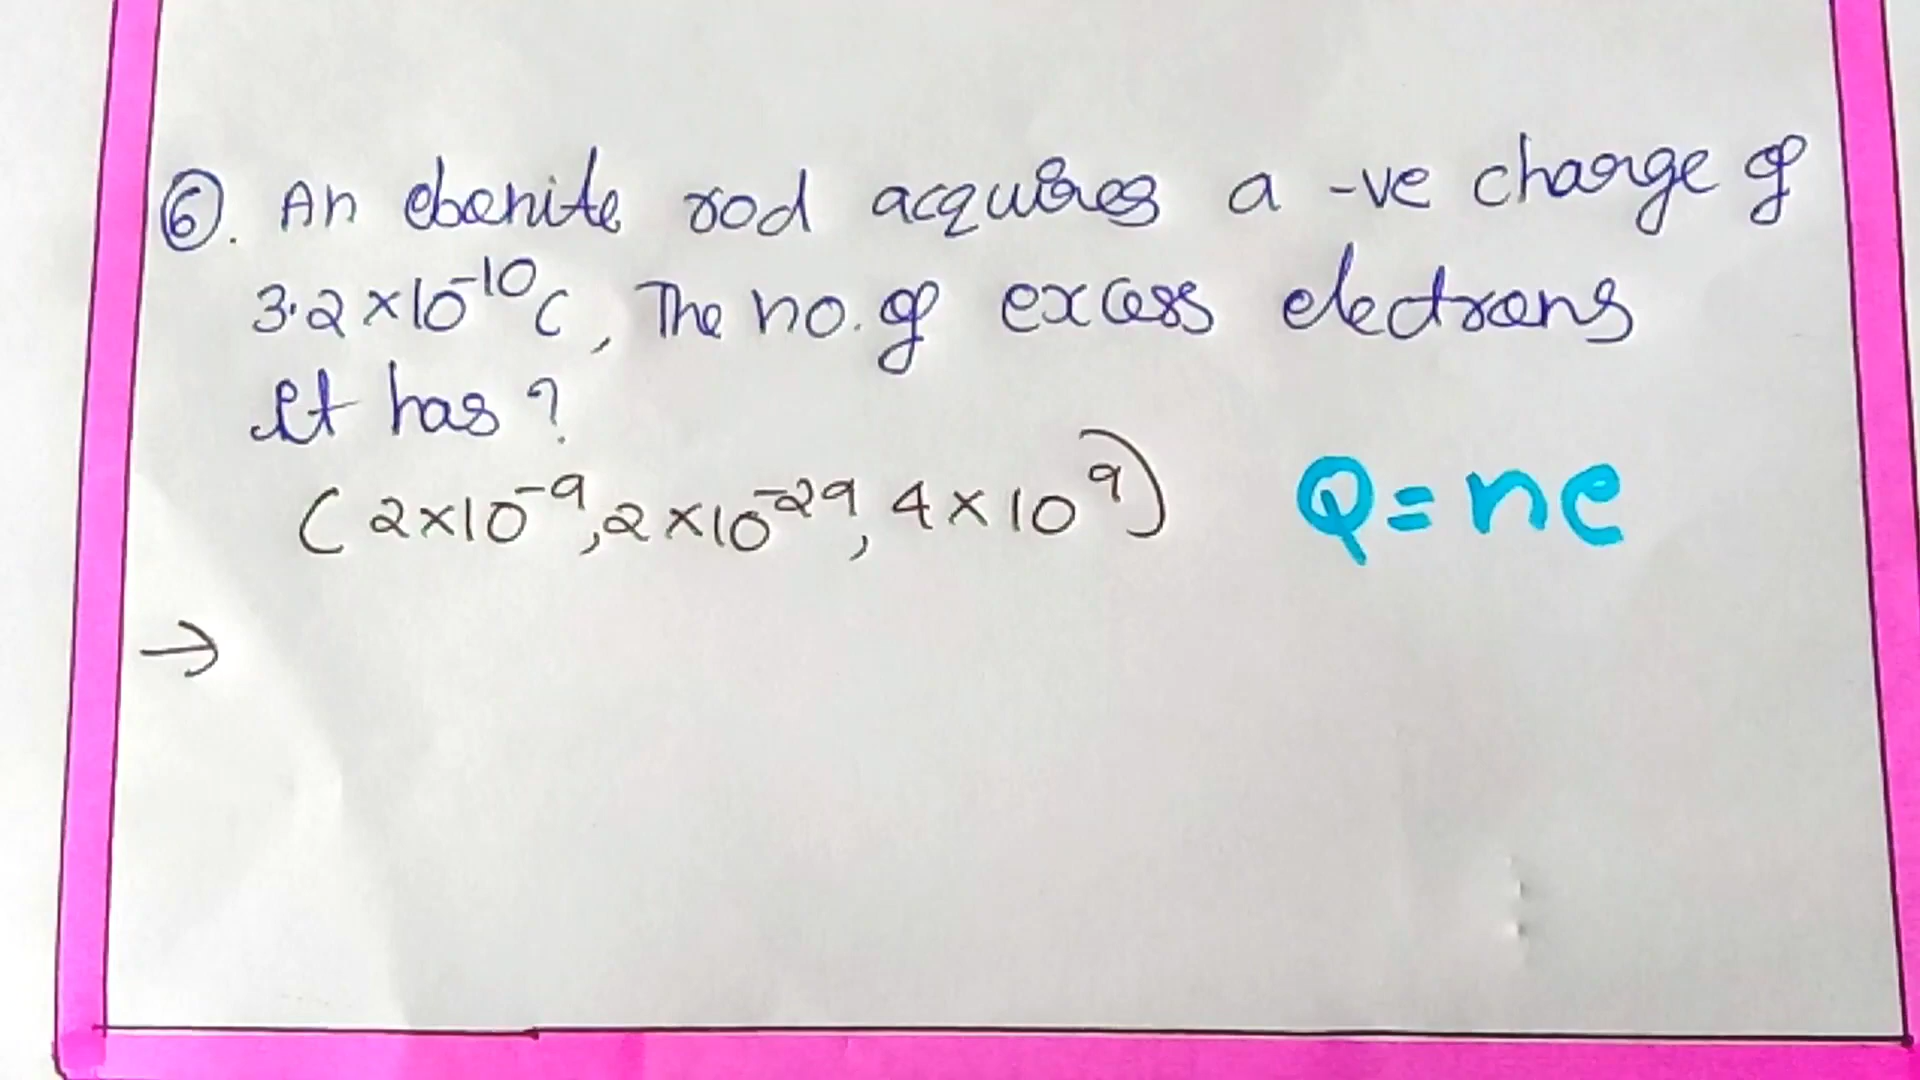 6. An ebonite rod acquires a -ve charge of
3.2×10⁻¹⁰C, The no. of excess electrons
it has?
(2×10⁻⁹, 2×10⁻²⁹, 4×10⁹)
Q=ne
→